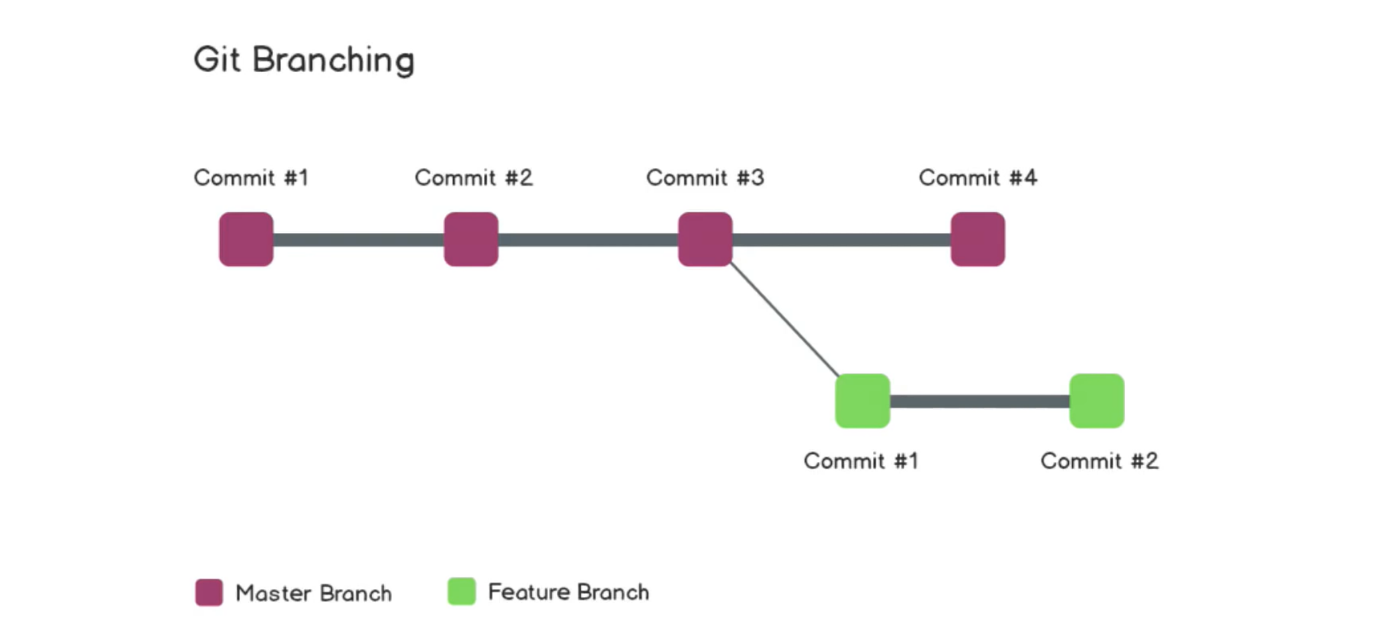 Git Branching
Commit #1
Commit #2
Commit #3
Commit #4
Commit #1
Commit #2
Master Branch
Feature Branch